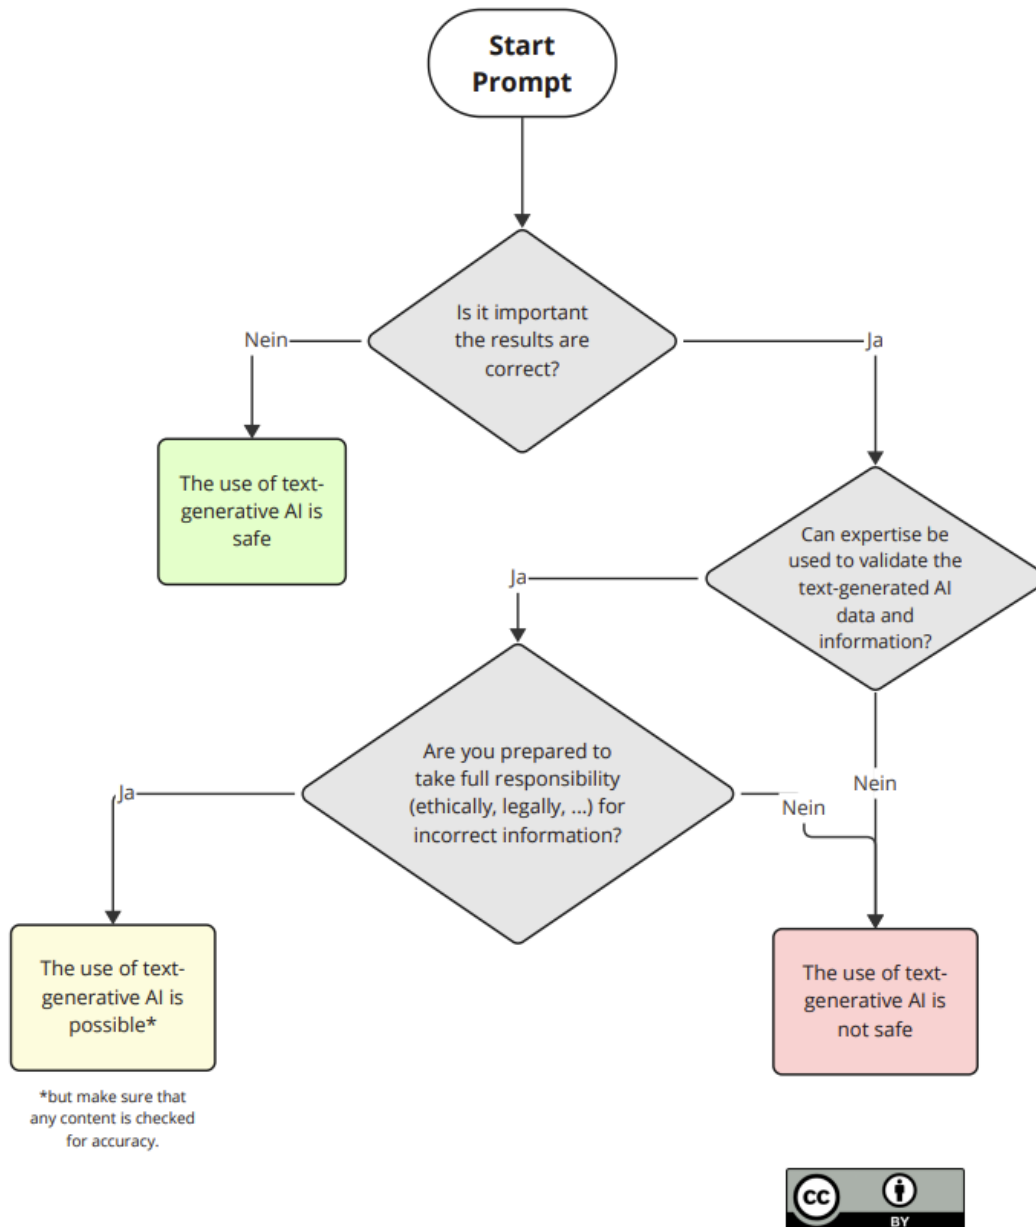 Start
Prompt
Is it important
the results are
correct?
Nein
Ja
The use of text-
generative AI is
safe
Can expertise be
used to validate the
text-generated AI
data and
information?
Ja
Are you prepared to
take full responsibility
(ethically, legally, ...) for
incorrect information?
Nein
Ja
Nein
The use of text-
generative AI is
possible*
The use of text-
generative AI is
not safe
*but make sure that
any content is checked
for accuracy.
cc
BY